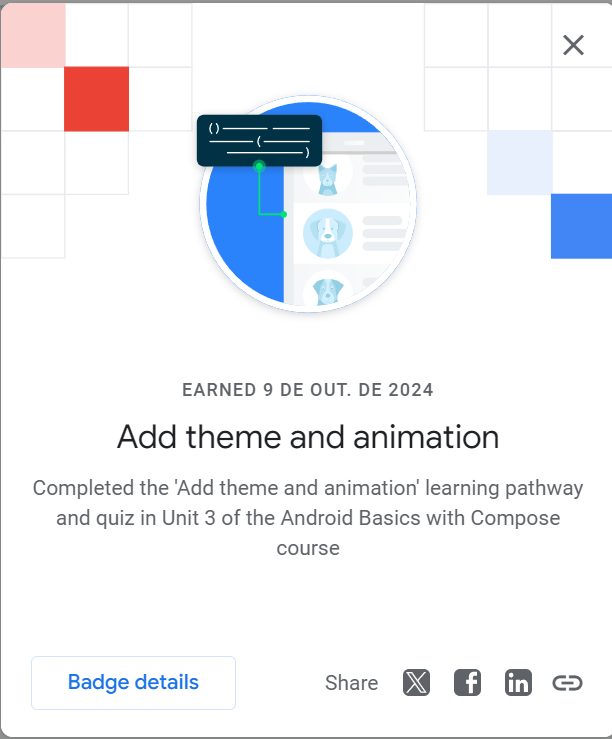 EARNED 9 DE OUT. DE 2024
Add theme and animation
Completed the 'Add theme and animation' learning pathway
and quiz in Unit 3 of the Android Basics with Compose
course
Badge details
Share